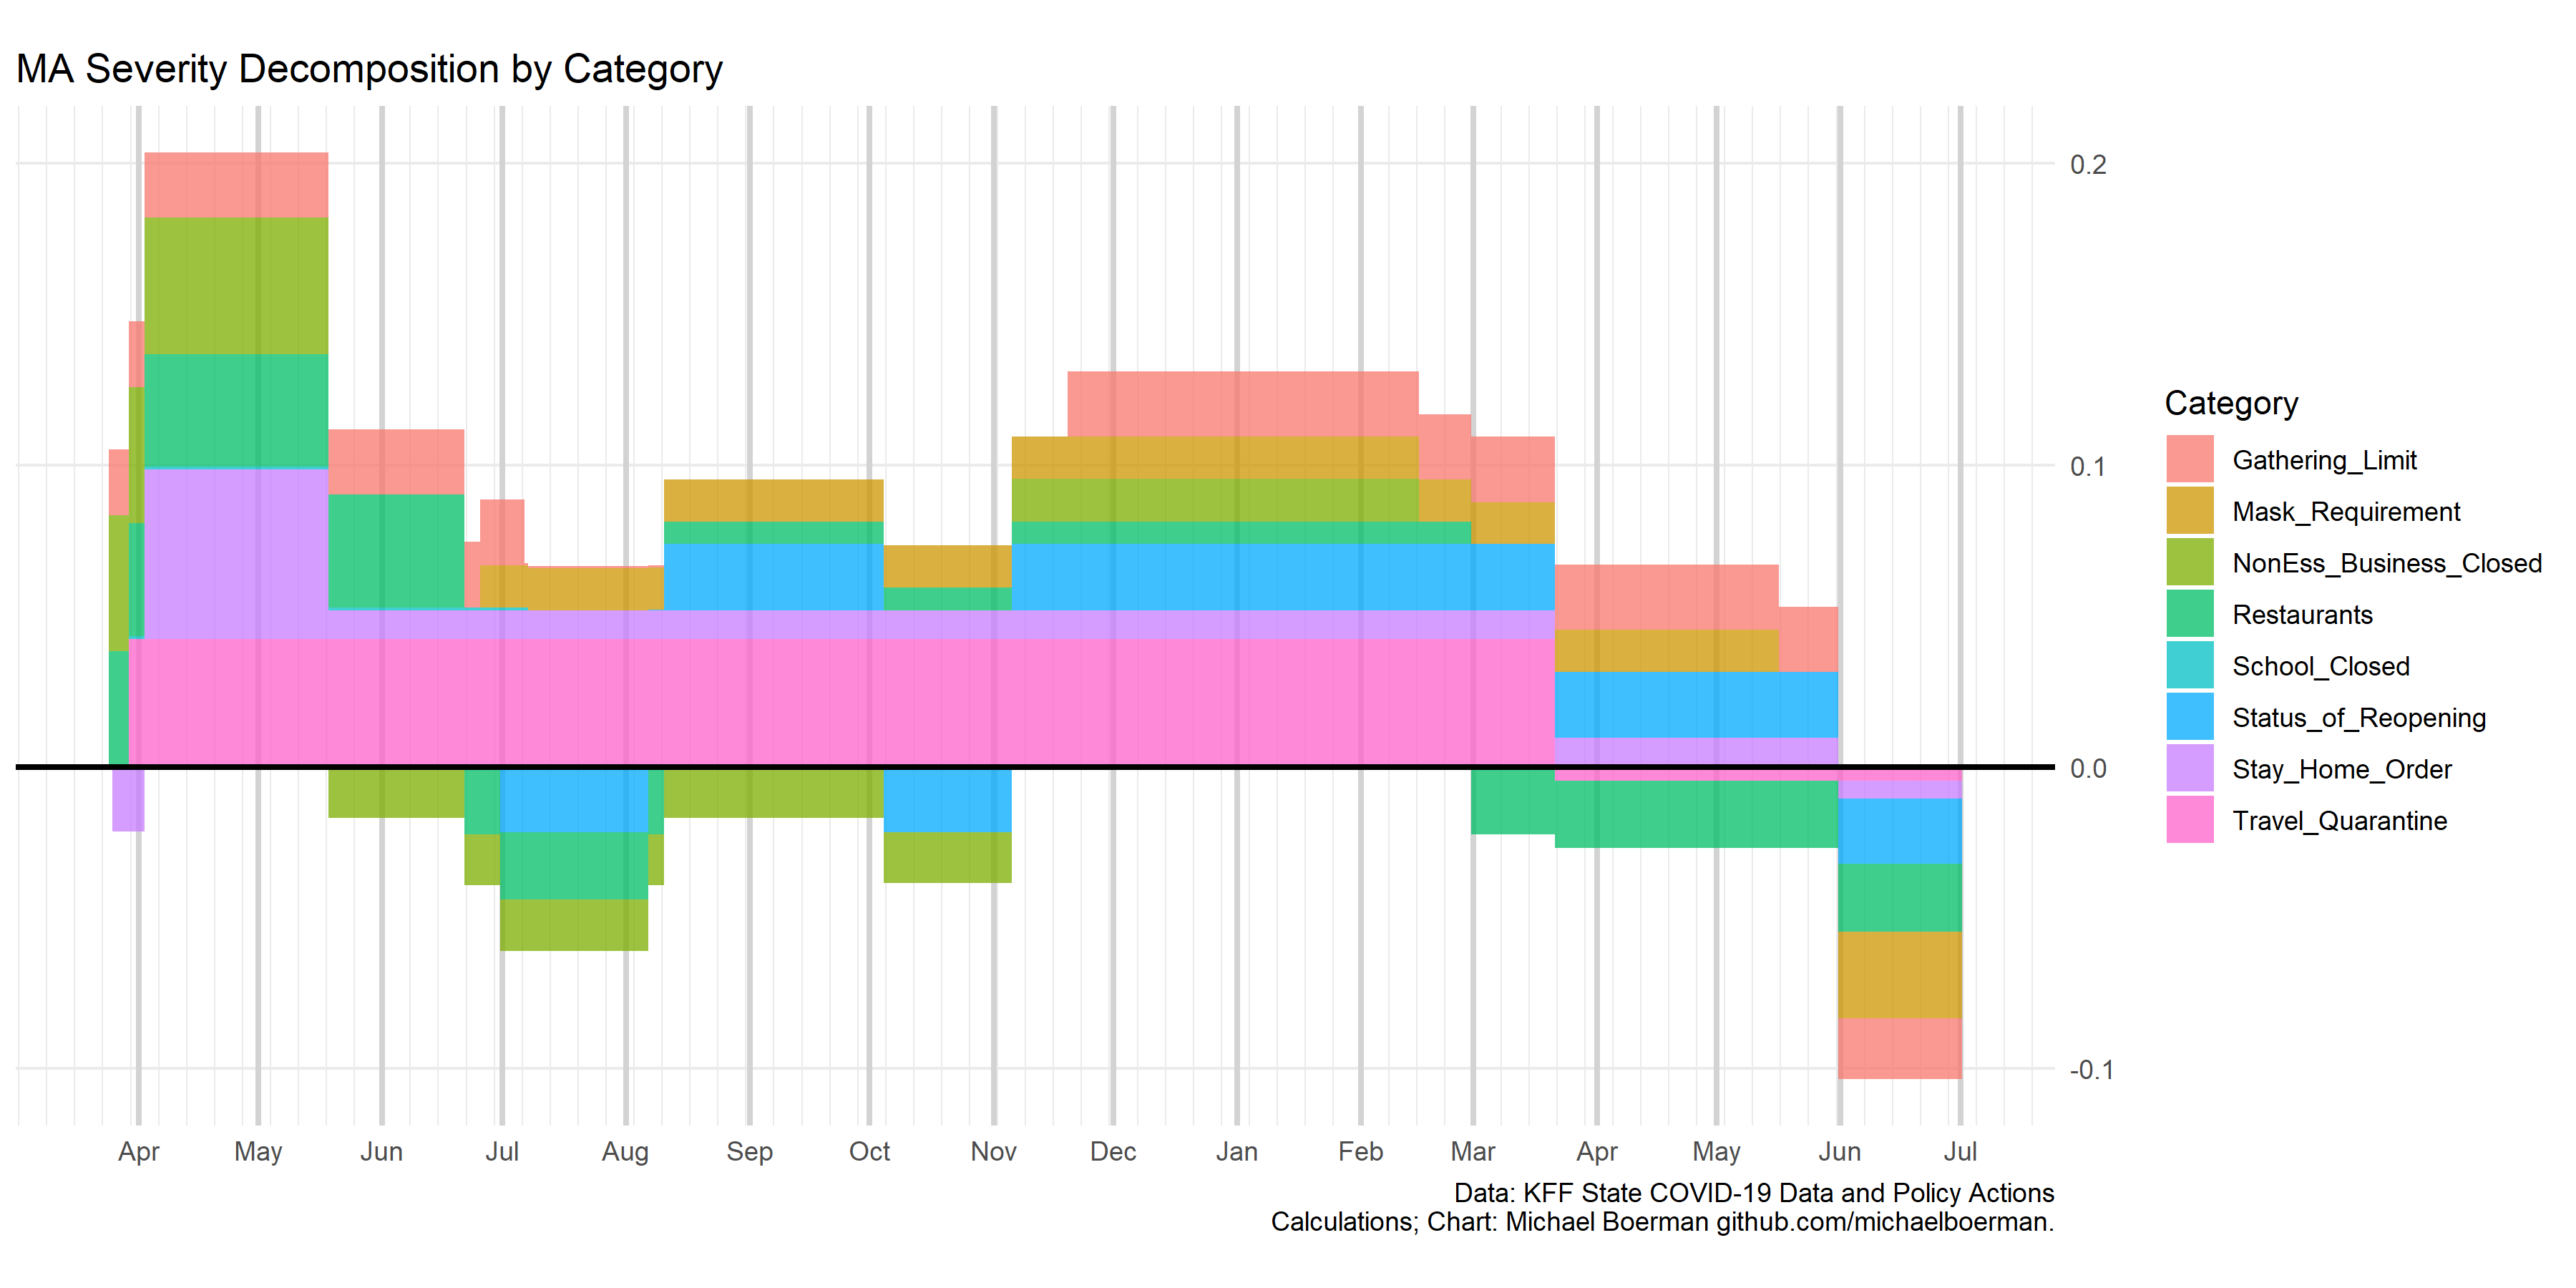 MA Severity Decomposition by Category
0.2
0.1
0.0
-0.1
Apr May Jun Jul Aug Sep Oct Nov Dec Jan Feb Mar Apr May Jun Jul
Category
Gathering_Limit
Mask_Requirement
NonEss_Business_Closed
Restaurants
School_Closed
Status_of_Reopening
Stay_Home_Order
Travel_Quarantine
Data: KFF State COVID-19 Data and Policy Actions
Calculations; Chart: Michael Boerman github.com/michaelboerman.